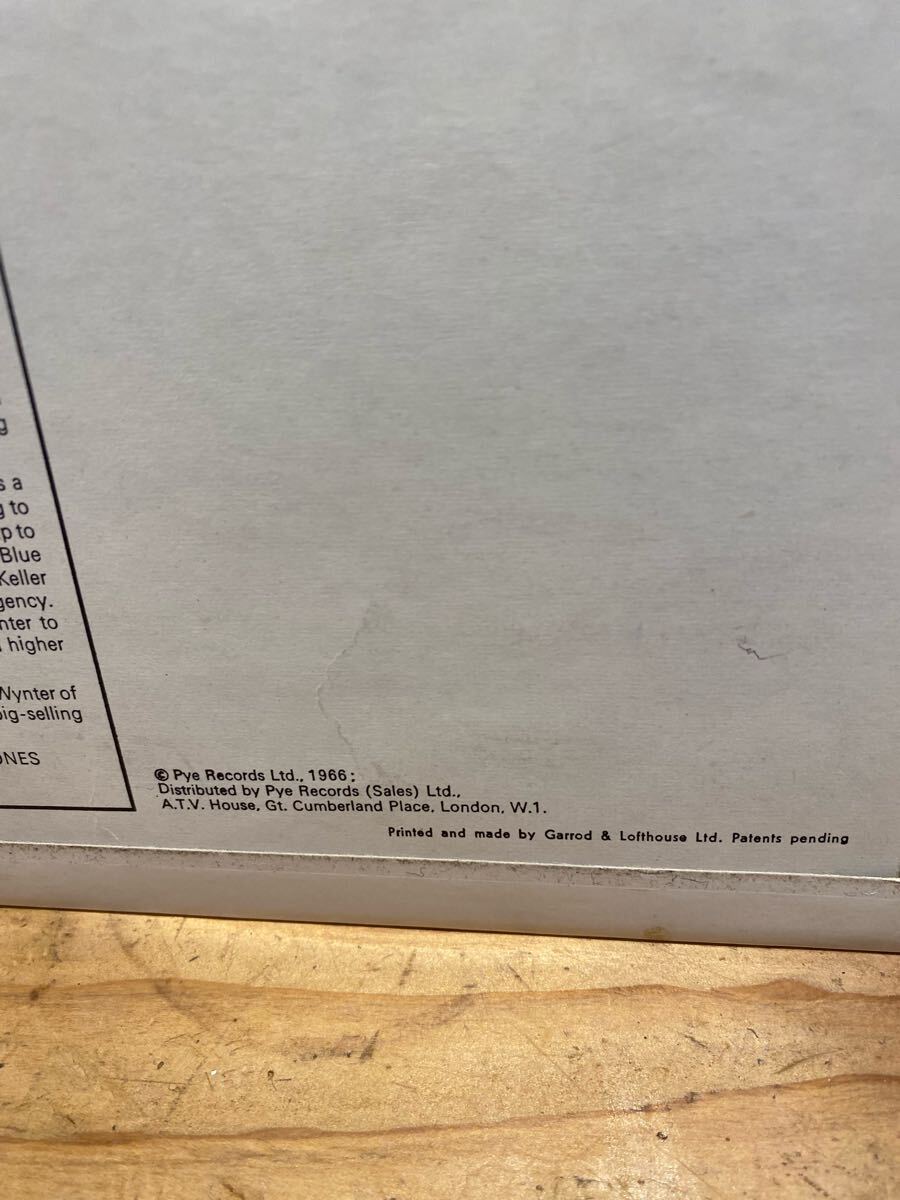 s a
to
p to
Blue
Keller
gency.
nter to
higher
Wynter of
big-selling
ONES
© Pye Records Ltd., 1966:
Distributed by Pye Records (Sales) Ltd.,
A.T.V. House, Gt. Cumberland Place, London, W.1.
Printed and made by Garrod & Lofthouse Ltd. Patents pending